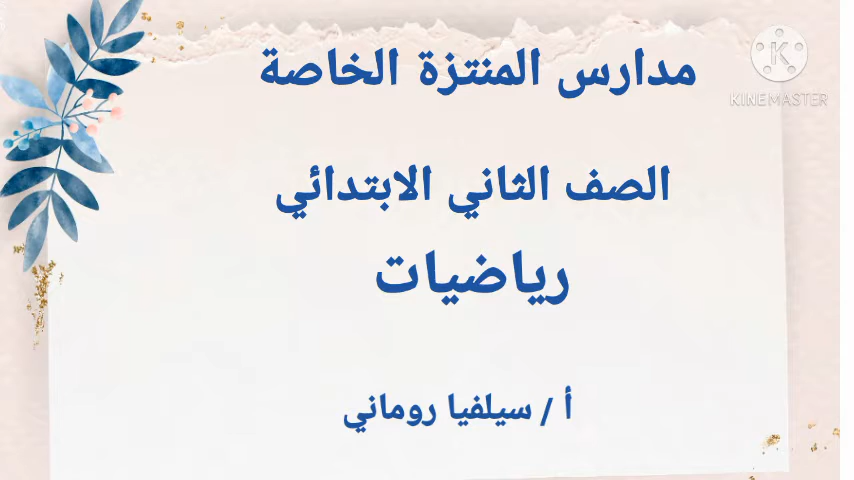 مدارس المنتزة الخاصة
K
KINEMASTER
الصف الثاني الابتدائي
رياضيات
أ / سيلفيا روماني